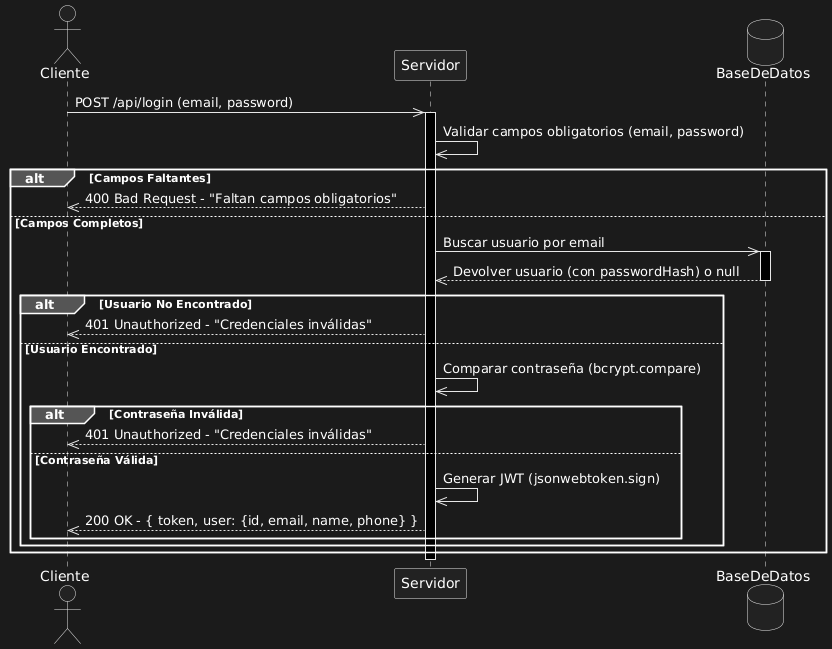 Cliente
Servidor
BaseDeDatos
POST /api/login (email, password)
Validar campos obligatorios (email, password)
alt [Campos Faltantes]
400 Bad Request - "Faltan campos obligatorios"
[Campos Completos]
Buscar usuario por email
Devolver usuario (con passwordHash) o null
alt [Usuario No Encontrado]
401 Unauthorized - "Credenciales inválidas"
[Usuario Encontrado]
Comparar contraseña (bcrypt.compare)
alt [Contraseña Inválida]
401 Unauthorized - "Credenciales inválidas"
[Contraseña Válida]
Generar JWT (jsonwebtoken.sign)
200 OK - { token, user: {id, email, name, phone} }
Cliente
Servidor
BaseDeDatos